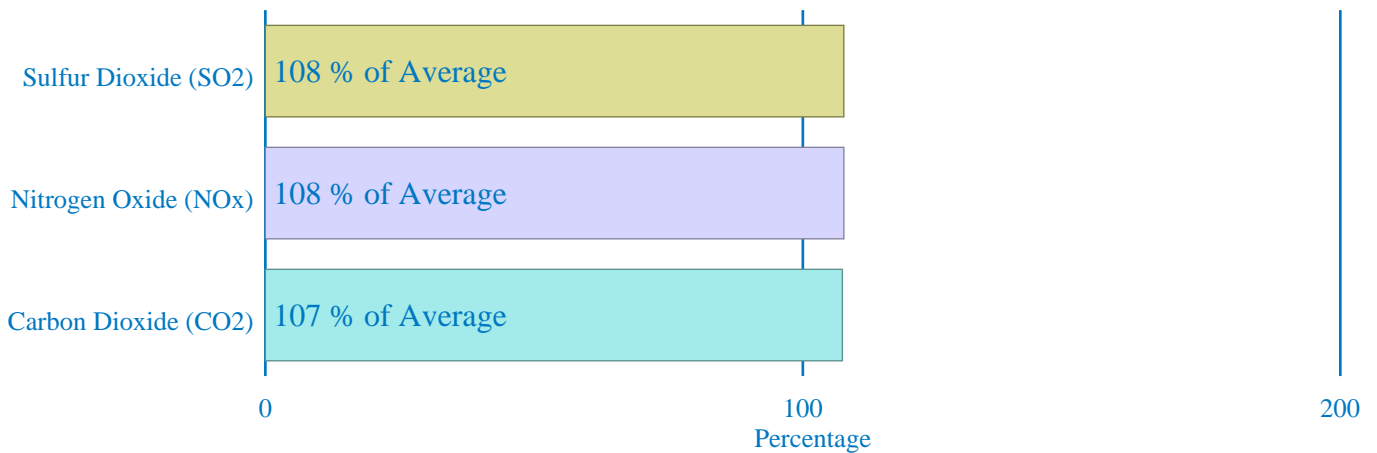 Sulfur Dioxide (SO2)
108 % of Average
Nitrogen Oxide (NOx)
108 % of Average
Carbon Dioxide (CO2)
107 % of Average
0 100 200
Percentage